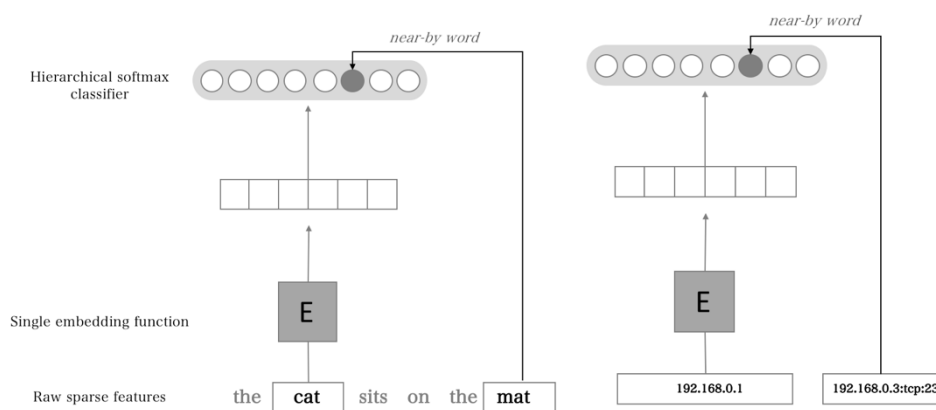 near-by word
near-by word
Hierarchical softmax
classifier
E
E
Single embedding function
Raw sparse features
the cat sits on the mat
192.168.0.1
192.168.0.3:tcp:23